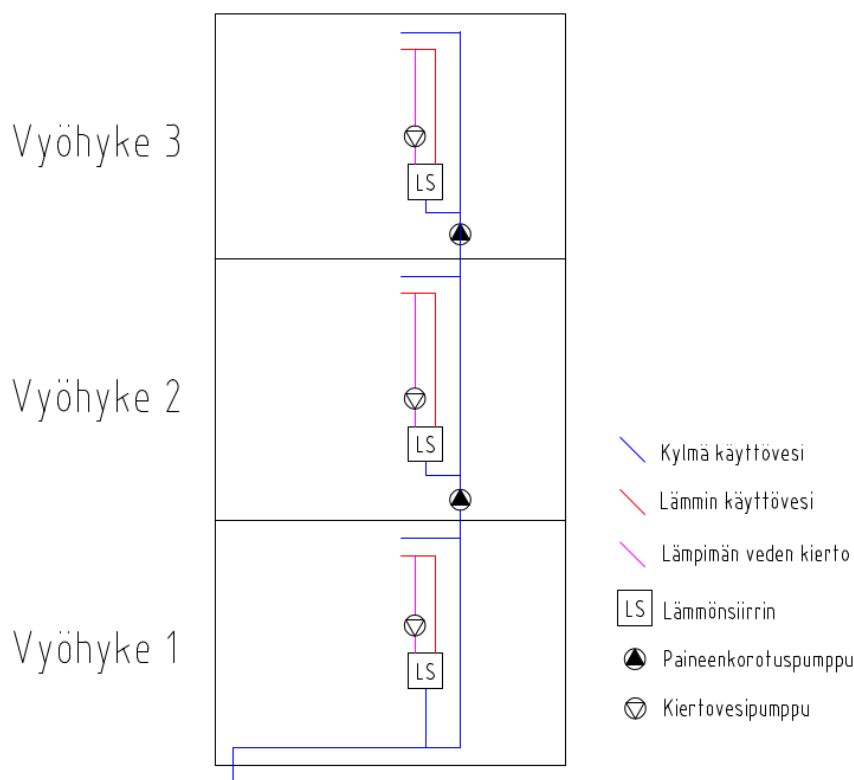 Vyöhyke 3
LS
Vyöhyke 2
LS
Vyöhyke 1
LS
Kylmä käyttövesi
Lämmin käyttövesi
Lämpimän veden kierto
LS Lämmönsiirrin
Paineenkorotuspumppu
Kiertovesipumppu